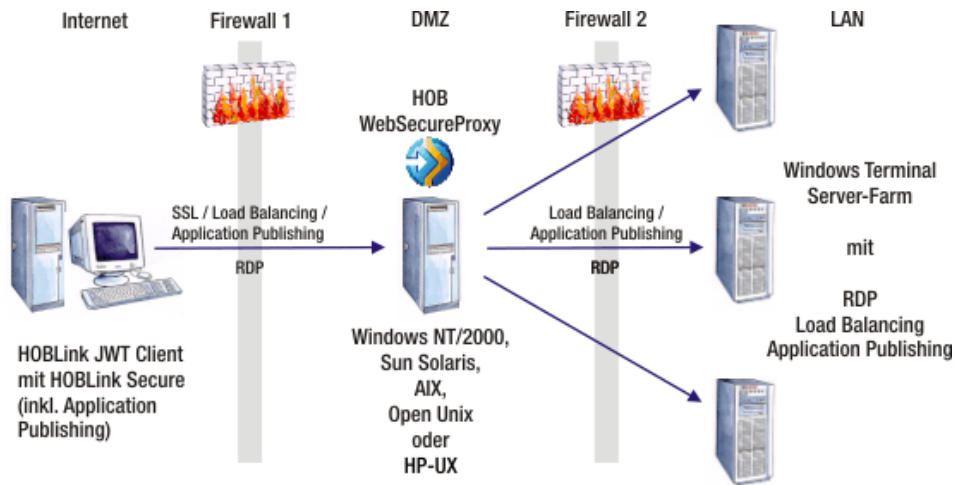 Internet
Firewall 1
DMZ
Firewall 2
LAN
HOB
WebSecureProxy
SSL / Load Balancing /
Application Publishing
RDP
Load Balancing /
Application Publishing
RDP
Windows Terminal
Server-Farm
mit
RDP
Load Balancing
Application Publishing
HOBLink JWT Client
mit HOBLink Secure
(inkl. Application
Publishing)
Windows NT/2000,
Sun Solaris,
AIX,
Open Unix
oder
HP-UX